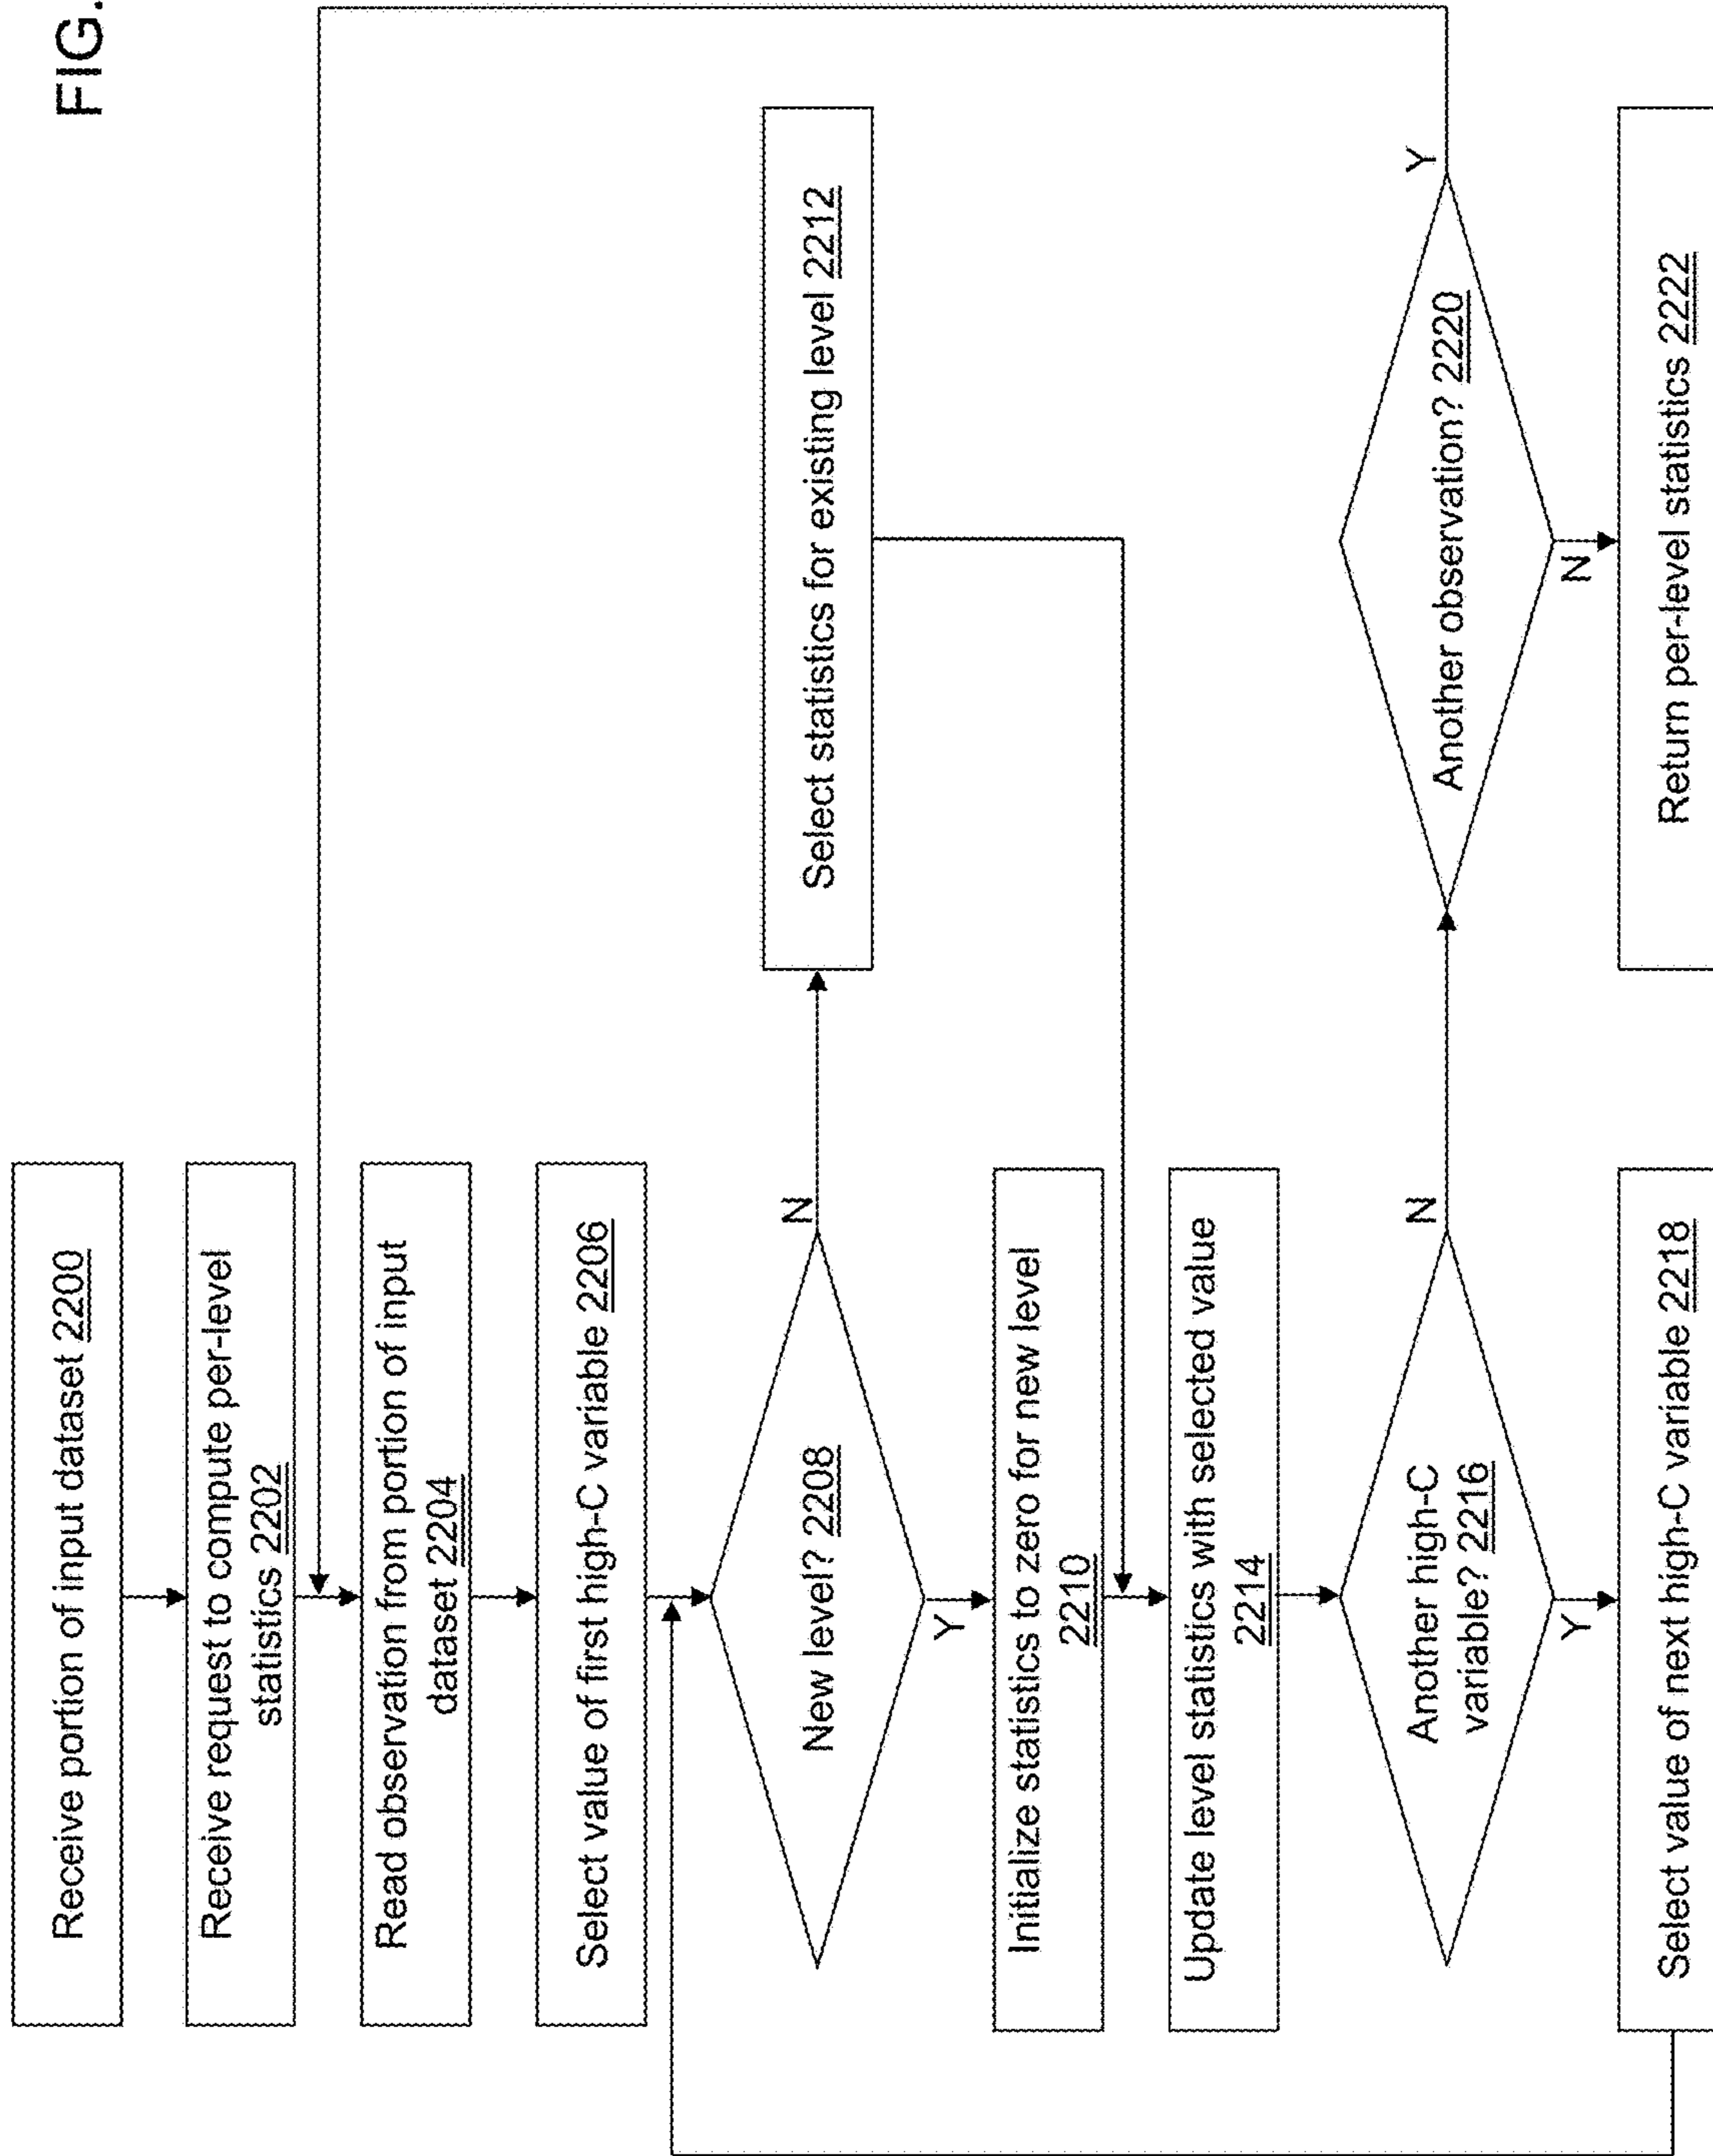 FIG.
Receive portion of input dataset 2200
Receive request to compute per-level
statistics 2202
Read observation from portion of input
dataset 2204
Select value of first high-C variable 2206
New level? 2208
N
Y
Select statistics for existing level 2212
Initialize statistics to zero for new level
2210
Update level statistics with selected value
2214
Another high-C
variable? 2216
N
Y
Another observation? 2220
Y
N
Select value of next high-C variable 2218
Return per-level statistics 2222